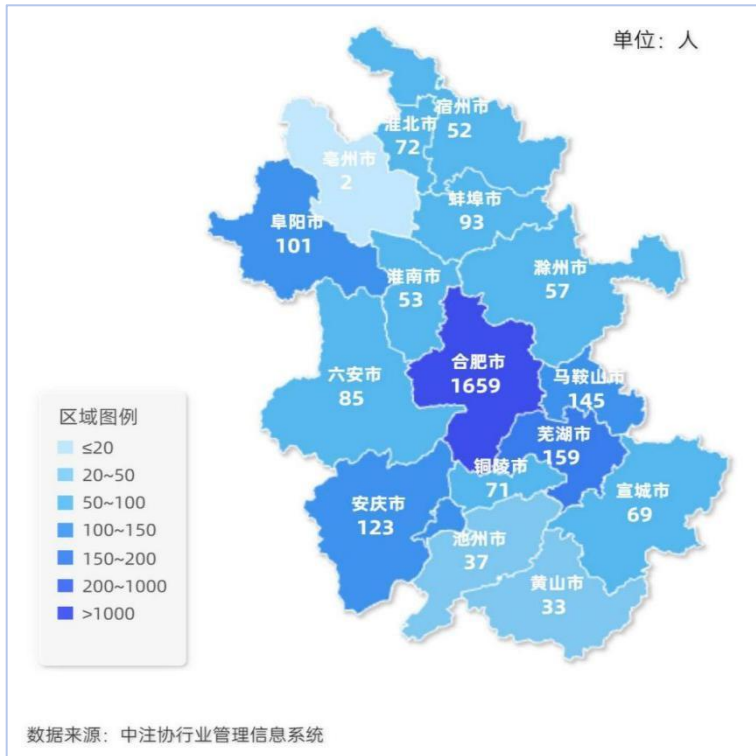 单位：人
宿州市
52
淮北市
72
亳州市
2
蚌埠市
93
阜阳市
101
淮南市
53
滁州市
57
合肥市
1659
六安市
85
马鞍山市
145
芜湖市
159
铜陵市
71
宣城市
69
安庆市
123
池州市
37
黄山市
33
区域图例
≤20
20~50
50~100
100~150
150~200
200~1000
>1000
数据来源：中注协行业管理信息系统